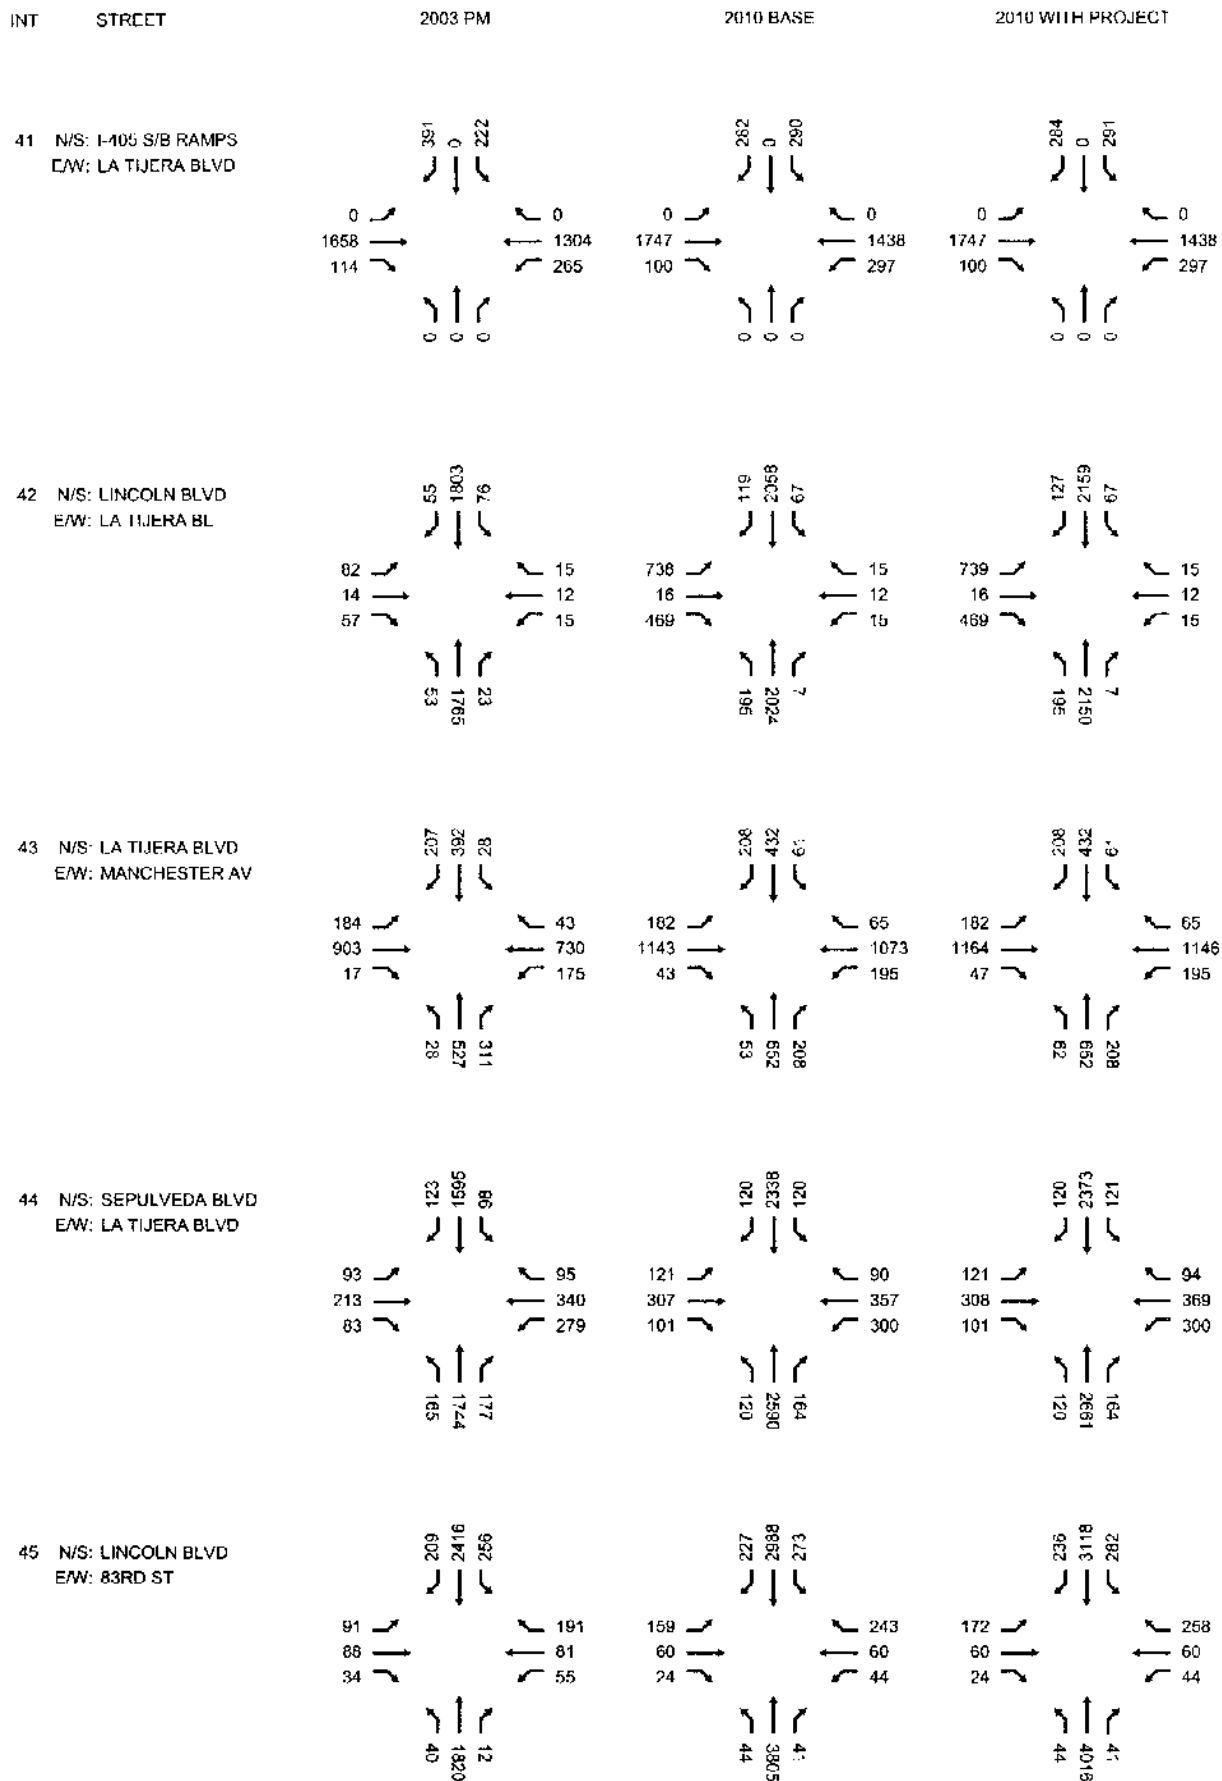 INT STREET 2003 PM 2010 BASE 2010 WITH PROJECT
41 N/S: I-405 S/B RAMPS
E/W: LA TIJERA BLVD
391 0 222 282 0 290 284 0 291
0 0 0 0 0 0
1658 1304 1747 1438 1747 1438
114 265 100 297 100 297
0 0 0 0 0 0 0 0 0
42 N/S: LINCOLN BLVD
E/W: LA TIJERA BL
55 1803 76 119 2058 67 127 2159 67
82 15 738 15 739 15
14 12 16 12 16 12
57 15 469 15 469 15
53 1765 23 195 2024 7 195 2150 7
43 N/S: LA TIJERA BLVD
E/W: MANCHESTER AV
207 392 28 208 432 208 432
184 43 182 65 182 65
903 730 1143 1073 1164 1146
17 175 43 195 47 195
28 527 311 53 652 208 62 652 208
44 N/S: SEPULVEDA BLVD
E/W: LA TIJERA BLVD
123 1595 98 120 2338 120 120 2373 121
93 95 121 90 121 94
213 340 307 357 308 369
83 279 101 300 101 300
165 1744 177 120 2590 164 120 2661 164
45 N/S: LINCOLN BLVD
E/W: 83RD ST
209 2416 256 227 2988 273 236 3118 282
91 191 159 243 172 258
88 81 60 60 60 60
34 55 24 44 24 44
40 1820 12 44 3805 44 4016